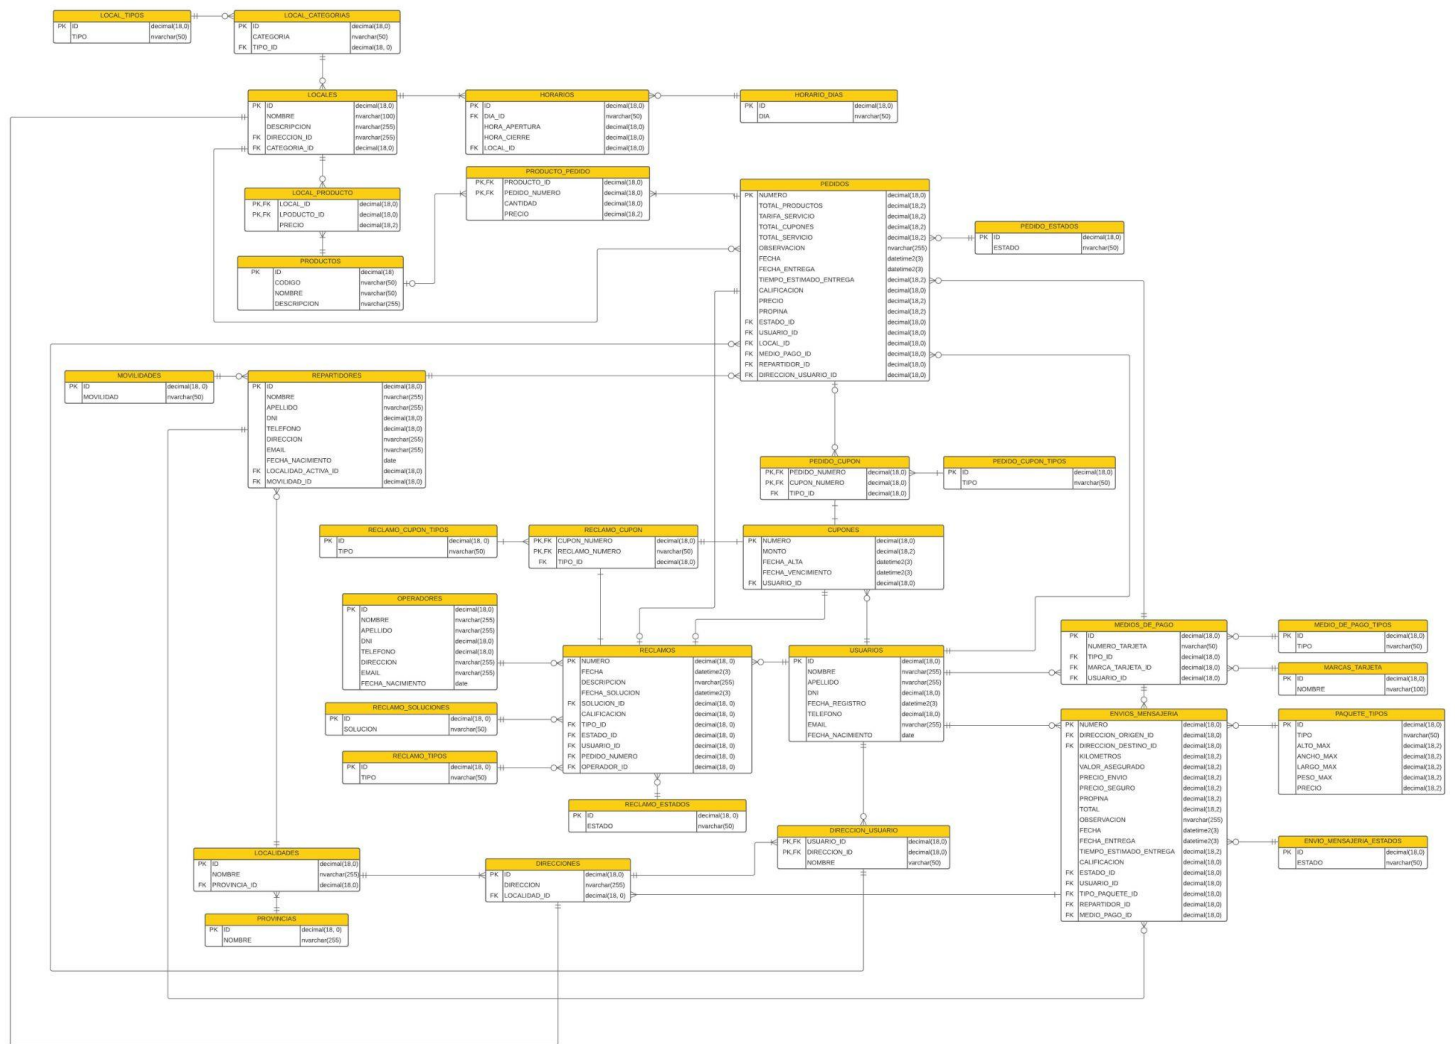 LOCAL_TIPOS
PK ID decimal(18,0)
TIPO nvarchar(50)
LOCAL_CATEGORIAS
PK ID decimal(18,0)
CATEGORIA nvarchar(50)
FK TIPO_ID decimal(18, 0)
LOCALES
PK ID decimal(18,0)
NOMBRE nvarchar(100)
DESCRIPCION nvarchar(255)
FK DIRECCION_ID nvarchar(255)
FK CATEGORIA_ID decimal(18,0)
HORARIOS
PK ID decimal(18,0)
FK DIA_ID nvarchar(50)
HORA_APERTURA decimal(18,0)
HORA_CIERRE decimal(18,0)
FK LOCAL_ID decimal(18,0)
HORARIO_DIAS
PK ID decimal(18,0)
DIA nvarchar(50)
LOCAL_PRODUCTO
PK,FK LOCAL_ID decimal(18,0)
PK,FK LPODUCTO_ID decimal(18,0)
PRECIO decimal(18,2)
PRODUCTO_PEDIDO
PK,FK PRODUCTO_ID decimal(18,0)
PK,FK PEDIDO_NUMERO decimal(18,0)
CANTIDAD decimal(18,0)
PRECIO decimal(18,2)
PEDIDOS
PK NUMERO decimal(18,0)
TOTAL_PRODUCTOS decimal(18,2)
TARIFA_SERVICIO decimal(18,2)
TOTAL_CUPONES decimal(18,2)
TOTAL_SERVICIO decimal(18,2)
OBSERVACION nvarchar(255)
FECHA datetime2(3)
FECHA_ENTREGA datetime2(3)
TIEMPO_ESTIMADO_ENTREGA decimal(18,2)
CALIFICACION decimal(18,0)
PRECIO decimal(18,2)
PROPINA decimal(18,2)
FK ESTADO_ID decimal(18,0)
FK USUARIO_ID decimal(18,0)
FK LOCAL_ID decimal(18,0)
FK MEDIO_PAGO_ID decimal(18,0)
FK REPARTIDOR_ID decimal(18,0)
FK DIRECCION_USUARIO_ID decimal(18,0)
PEDIDO_ESTADOS
PK ID decimal(18,0)
ESTADO nvarchar(50)
PRODUCTOS
PK ID decimal(18)
CODIGO nvarchar(50)
NOMBRE nvarchar(50)
DESCRIPCION nvarchar(255)
MOVILIDADES
PK ID decimal(18, 0)
MOVILIDAD nvarchar(50)
REPARTIDORES
PK ID decimal(18,0)
NOMBRE nvarchar(255)
APELLIDO nvarchar(255)
DNI decimal(18,0)
TELEFONO decimal(18,0)
DIRECCION nvarchar(255)
EMAIL nvarchar(255)
FECHA_NACIMIENTO date
FK LOCALIDAD_ACTIVA_ID decimal(18,0)
FK MOVILIDAD_ID decimal(18,0)
PEDIDO_CUPON
PK,FK PEDIDO_NUMERO decimal(18,0)
PK,FK CUPON_NUMERO decimal(18,0)
FK TIPO_ID decimal(18,0)
PEDIDO_CUPON_TIPOS
PK ID decimal(18,0)
TIPO nvarchar(50)
RECLAMO_CUPON_TIPOS
PK ID decimal(18, 0)
TIPO nvarchar(50)
RECLAMO_CUPON
PK,FK CUPON_NUMERO decimal(18,0)
PK,FK RECLAMO_NUMERO nvarchar(50)
FK TIPO_ID decimal(18,0)
CUPONES
PK NUMERO decimal(18,0)
MONTO decimal(18,2)
FECHA_ALTA datetime2(3)
FECHA_VENCIMIENTO datetime2(3)
FK USUARIO_ID decimal(18,0)
OPERADORES
PK ID decimal(18,0)
NOMBRE nvarchar(255)
APELLIDO nvarchar(255)
DNI decimal(18,0)
TELEFONO decimal(18,0)
DIRECCION nvarchar(255)
EMAIL nvarchar(255)
FECHA_NACIMIENTO date
RECLAMOS
PK NUMERO decimal(18, 0)
FECHA datetime2(3)
DESCRIPCION nvarchar(255)
FECHA_SOLUCION datetime2(3)
FK SOLUCION_ID decimal(18, 0)
CALIFICACION decimal(18, 0)
FK TIPO_ID decimal(18, 0)
FK ESTADO_ID decimal(18, 0)
FK USUARIO_ID decimal(18, 0)
FK PEDIDO_NUMERO decimal(18, 0)
FK OPERADOR_ID decimal(18, 0)
USUARIOS
PK ID decimal(18,0)
NOMBRE nvarchar(255)
APELLIDO nvarchar(255)
DNI decimal(18,0)
FECHA_REGISTRO datetime2(3)
TELEFONO decimal(18,0)
EMAIL nvarchar(255)
FECHA_NACIMIENTO date
MEDIOS_DE_PAGO
PK ID decimal(18,0)
NUMERO_TARJETA nvarchar(50)
FK TIPO_ID decimal(18,0)
FK MARCA_TARJETA_ID decimal(18,0)
FK USUARIO_ID decimal(18,0)
MEDIO_DE_PAGO_TIPOS
PK ID decimal(18,0)
TIPO nvarchar(50)
MARCAS_TARJETA
PK ID decimal(18,0)
NOMBRE nvarchar(100)
RECLAMO_SOLUCIONES
PK ID decimal(18, 0)
SOLUCION nvarchar(50)
RECLAMO_TIPOS
PK ID decimal(18, 0)
TIPO nvarchar(50)
ENVIOS_MENSAJERIA
PK NUMERO decimal(18,0)
FK DIRECCION_ORIGEN_ID decimal(18,0)
FK DIRECCION_DESTINO_ID decimal(18,0)
KILOMETROS decimal(18,2)
VALOR_ASEGURADO decimal(18,2)
PRECIO_ENVIO decimal(18,2)
PRECIO_SEGURO decimal(18,2)
PROPINA decimal(18,2)
TOTAL decimal(18,2)
OBSERVACION nvarchar(255)
FECHA datetime2(3)
FECHA_ENTREGA datetime2(3)
TIEMPO_ESTIMADO_ENTREGA decimal(18,2)
CALIFICACION decimal(18,0)
FK ESTADO_ID decimal(18,0)
FK USUARIO_ID decimal(18,0)
FK TIPO_PAQUETE_ID decimal(18,0)
FK REPARTIDOR_ID decimal(18,0)
FK MEDIO_PAGO_ID decimal(18,0)
PAQUETE_TIPOS
PK ID decimal(18,0)
TIPO nvarchar(50)
ALTO_MAX decimal(18,2)
ANCHO_MAX decimal(18,2)
LARGO_MAX decimal(18,2)
PESO_MAX decimal(18,2)
PRECIO decimal(18,2)
RECLAMO_ESTADOS
PK ID decimal(18, 0)
ESTADO nvarchar(50)
DIRECCION_USUARIO
PK,FK USUARIO_ID decimal(18,0)
PK,FK DIRECCION_ID decimal(18,0)
NOMBRE varchar(50)
ENVIO_MENSAJERIA_ESTADOS
PK ID decimal(18,0)
ESTADO nvarchar(50)
LOCALIDADES
PK ID decimal(18,0)
NOMBRE nvarchar(255)
FK PROVINCIA_ID decimal(18,0)
DIRECCIONES
PK ID decimal(18,0)
DIRECCION nvarchar(255)
FK LOCALIDAD_ID decimal(18, 0)
PROVINCIAS
PK ID decimal(18, 0)
NOMBRE nvarchar(255)